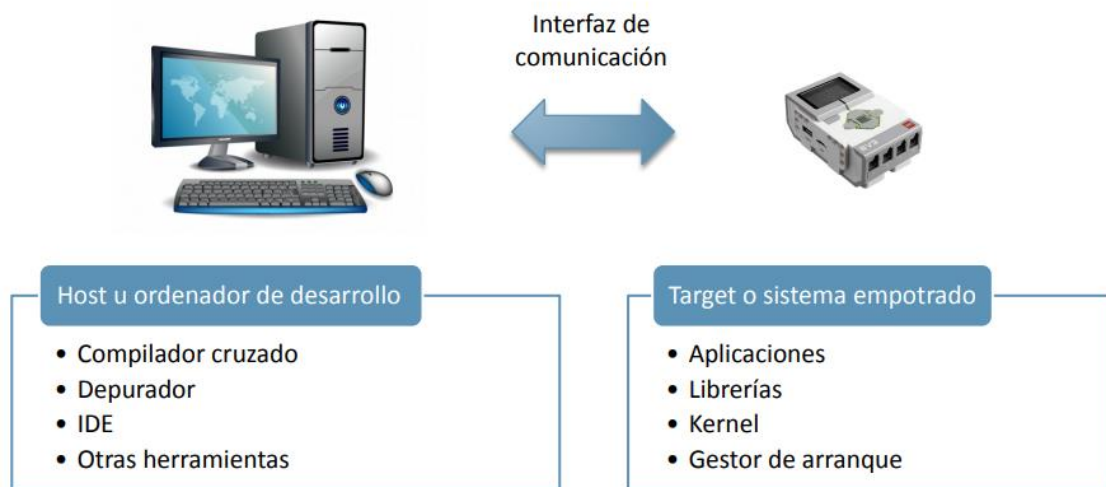 Interfaz de
comunicación
EV3
Host u ordenador de desarrollo
• Compilador cruzado
• Depurador
• IDE
• Otras herramientas
Target o sistema empotrado
• Aplicaciones
• Librerías
• Kernel
• Gestor de arranque